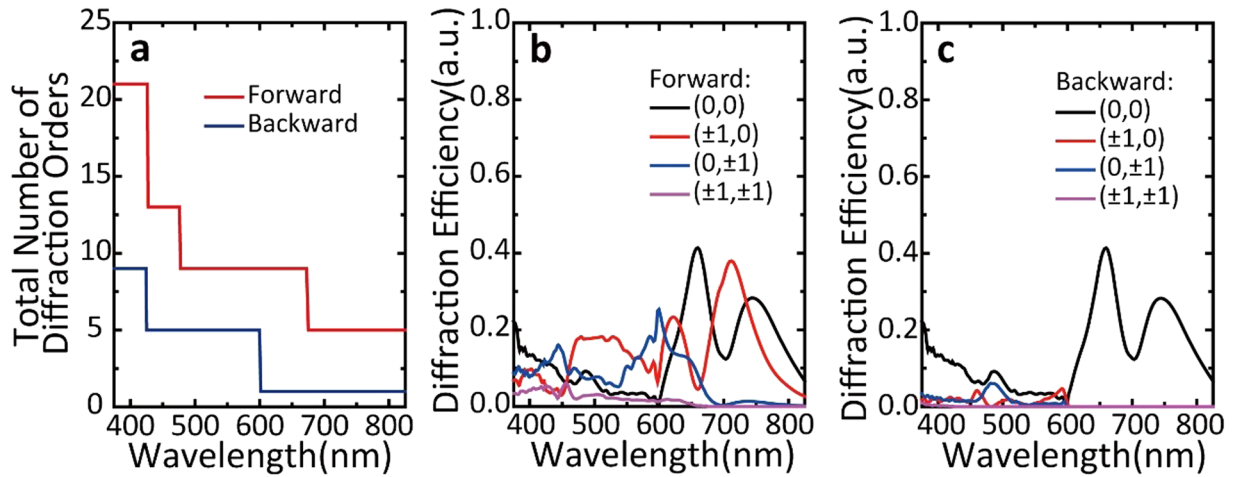 a
25
20
15
10
5
0
Total Number of
Diffraction Orders
Forward
Backward
400 500 600 700 800
Wavelength(nm)
b
1.0
0.8
0.6
0.4
0.2
0.0
Diffraction Efficiency(a.u.)
Forward:
(0,0)
(±1,0)
(0,±1)
(±1,±1)
400 500 600 700 800
Wavelength(nm)
c
1.0
0.8
0.6
0.4
0.2
0.0
Diffraction Efficiency(a.u.)
Backward:
(0,0)
(±1,0)
(0,±1)
(±1,±1)
400 500 600 700 800
Wavelength(nm)